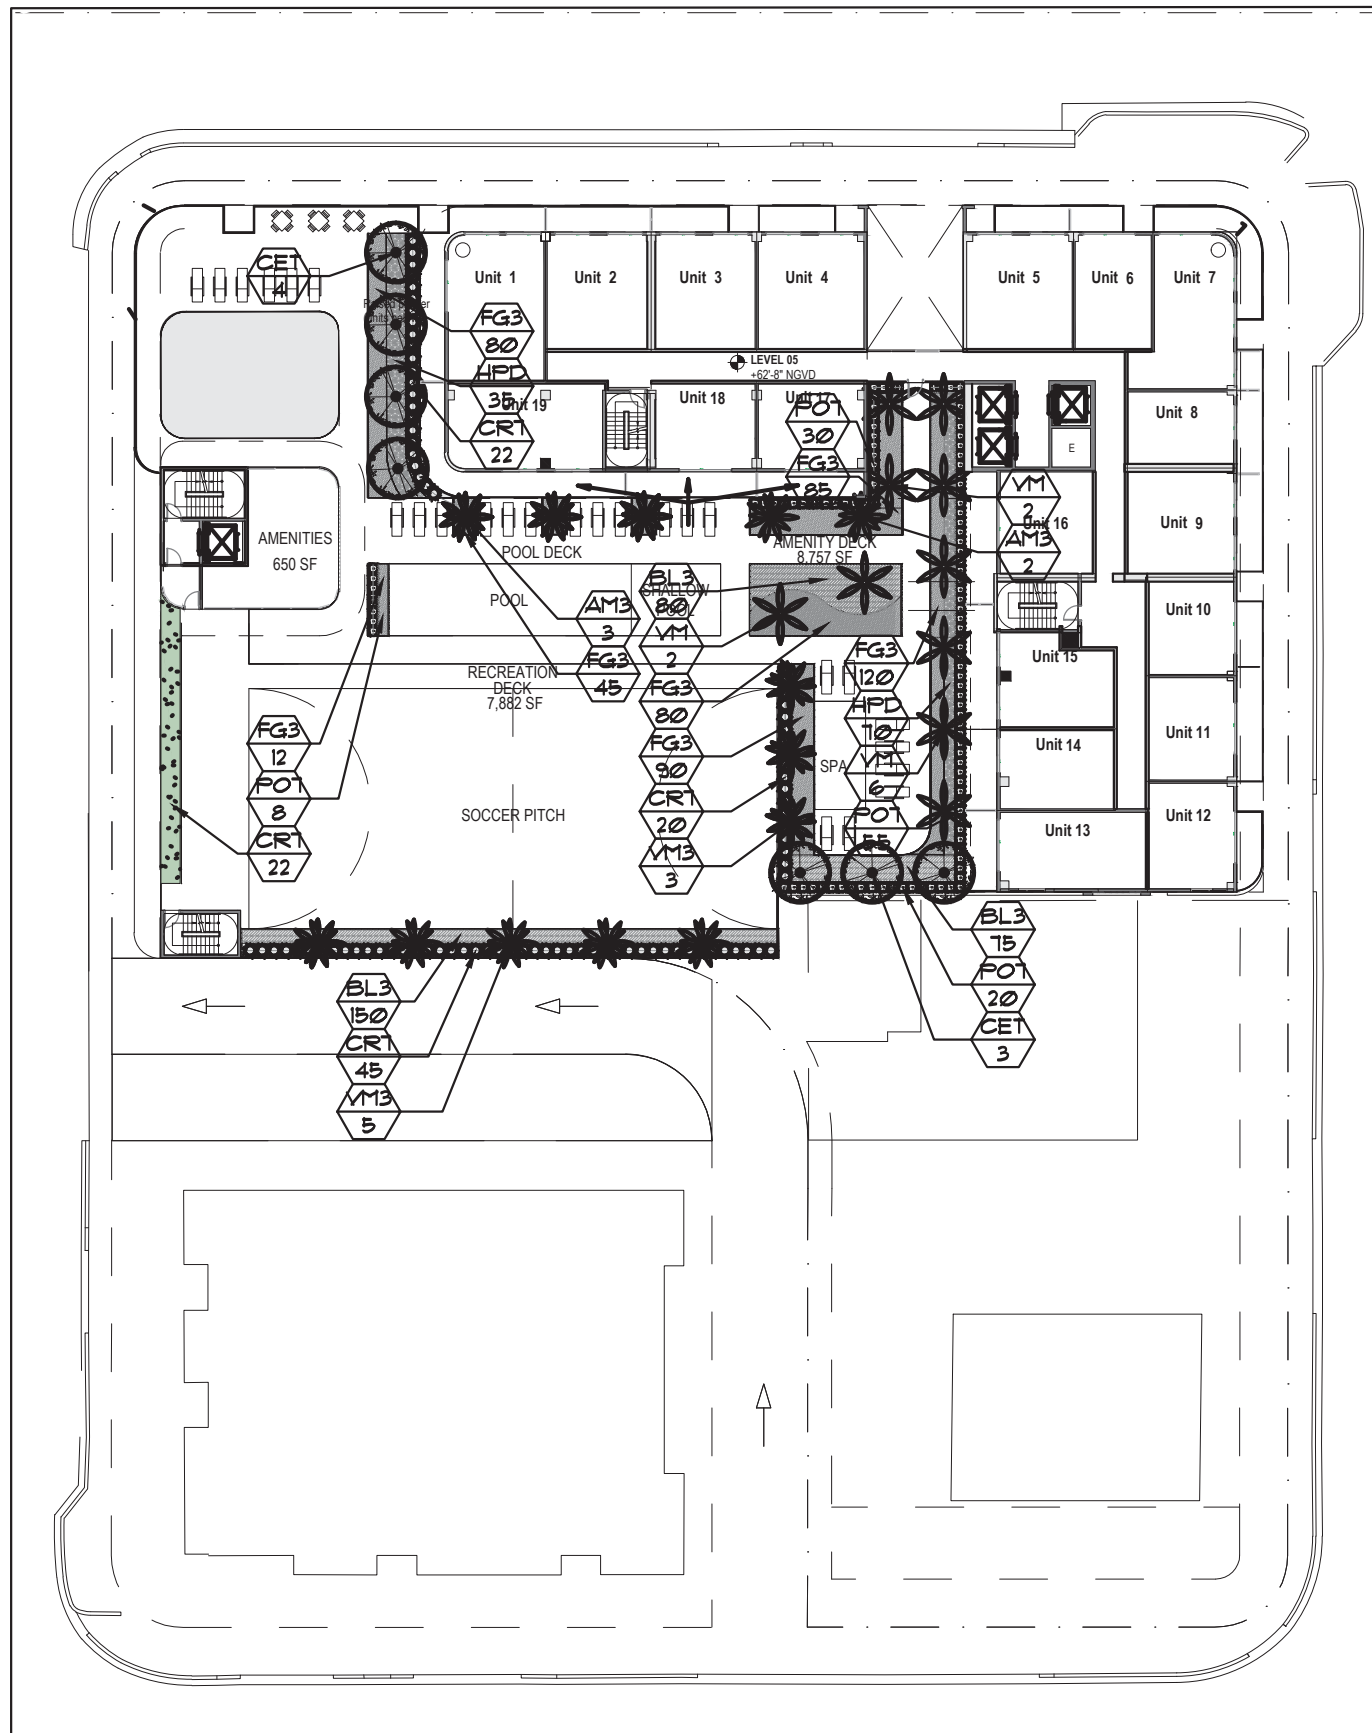 CET
4
Unit 1
Unit 2
Unit 3
Unit 4
Unit 5
Unit 6
Unit 7
FG3
80
HPD
35
CRT
22
LEVEL 05
+62'-8" NGVD
Unit 19
Unit 18
Unit 17
POT
30
FG3
85
Unit 8
E
VM
2
Unit 16
AM3
2
Unit 9
AMENITIES
650 SF
POOL DECK
AMENITY DECK
8,757 SF
POOL
SHALLOW
POOL
BL3
80
VM
2
FG3
80
FG3
90
CRT
20
VM3
3
AM3
3
FG3
45
Unit 10
Unit 15
FG3
120
HPD
70
VM
6
POT
55
RECREATION
DECK
7,882 SF
FG3
12
POT
8
CRT
22
SPA
Unit 14
Unit 11
SOCCER PITCH
Unit 13
Unit 12
BL3
75
POT
20
CET
3
BL3
150
CRT
45
VM3
5